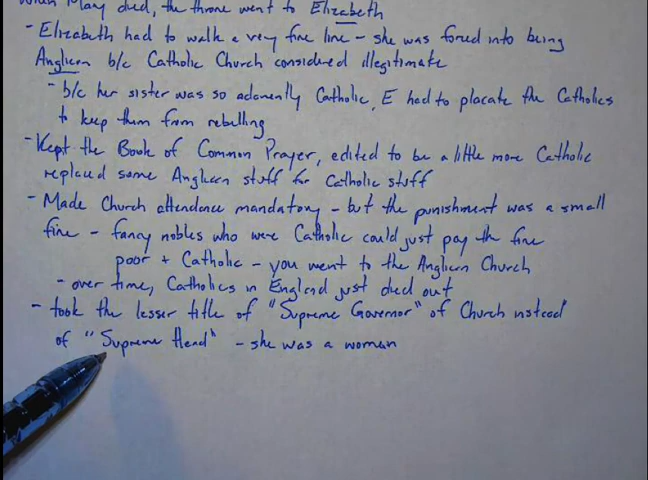 When Mary died, the throne went to Elizabeth
- Elizabeth had to walk a very fine line - she was forced into being
Anglican b/c Catholic Church considered illegitimate
- b/c her sister was so adamently Catholic, E had to placate the Catholics
to keep them from rebelling
- Kept the Book of Common Prayer, edited to be a little more Catholic
replaced some Anglican stuff for Catholic stuff
- Made Church attendance mandatory - but the punishment was a small
fine - fancy nobles who were Catholic could just pay the fine
poor + Catholic - you went to the Anglican Church
- over time, Catholics in England just died out
- took the lesser title of "Supreme Governor" of Church instead
of "Supreme Head" - she was a woman